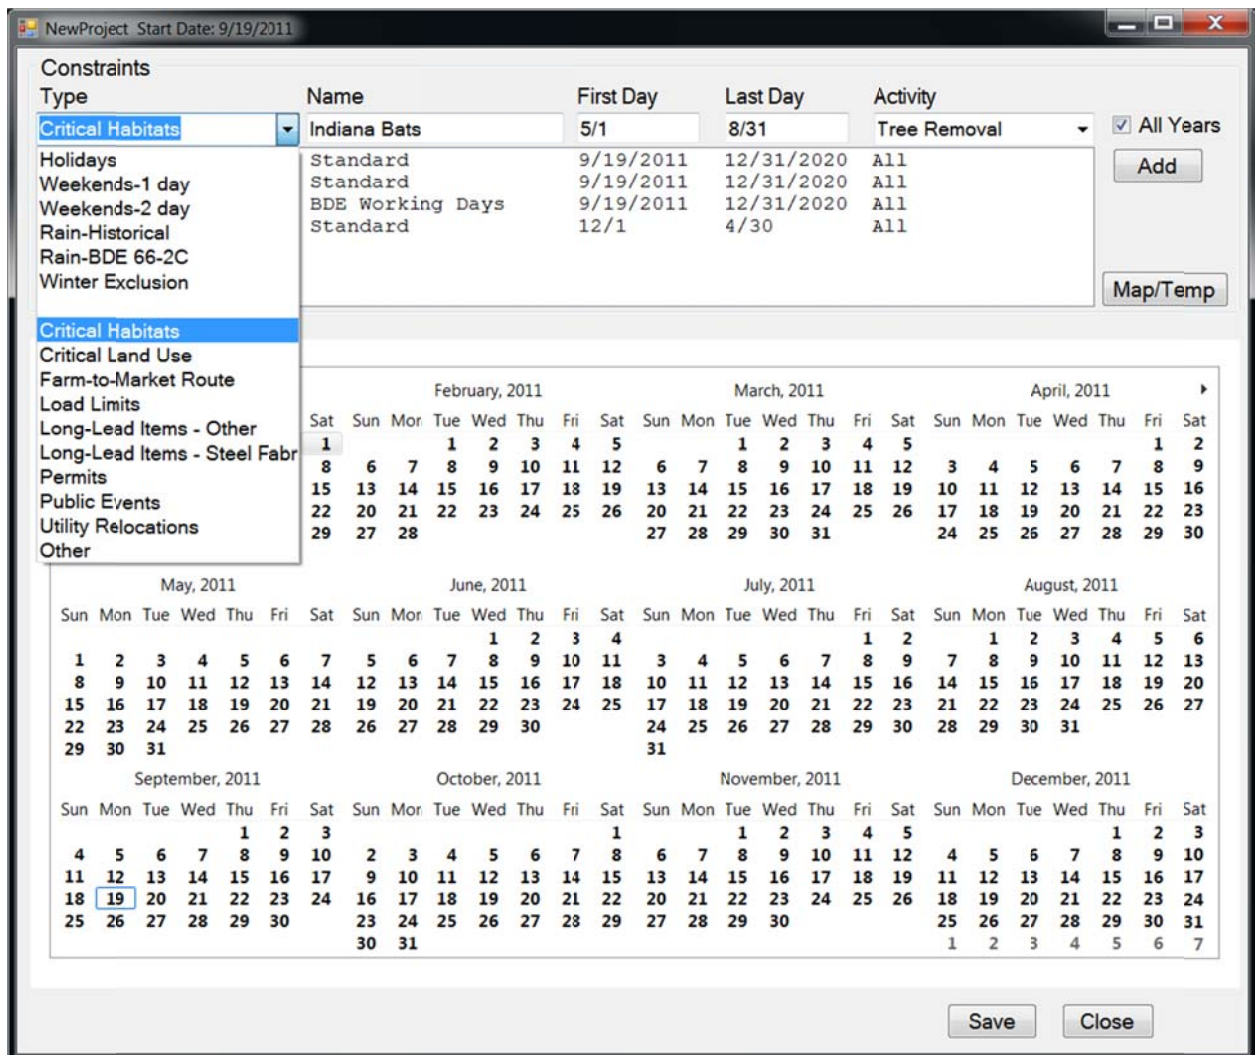 NewProject Start Date: 9/19/2011
Constraints
Type Name First Day Last Day Activity
Critical Habitats Indiana Bats 5/1 8/31 Tree Removal All Years
Holidays Standard 9/19/2011 12/31/2020 All Add
Weekends-1 day Standard 9/19/2011 12/31/2020 All
Weekends-2 day BDE Working Days 9/19/2011 12/31/2020 All
Rain-Historical Standard 12/1 4/30 All
Rain-BDE 66-2C
Winter Exclusion Map/Temp
Critical Habitats
Critical Land Use
Farm-to-Market Route
Load Limits
Long-Lead Items - Other
Long-Lead Items - Steel Fabr
Permits
Public Events
Utility Relocations
Other
February, 2011 March, 2011 April, 2011
Sat Sun Mon Tue Wed Thu Fri Sat Sun Mon Tue Wed Thu Fri Sat Sun Mon Tue Wed Thu Fri Sat
1 1 2 3 4 5 1 2 3 4 5 1 2
8 6 7 8 9 10 11 12 6 7 8 9 10 11 12 3 4 5 6 7 8 9
15 13 14 15 16 17 18 19 13 14 15 16 17 18 19 10 11 12 13 14 15 16
22 20 21 22 23 24 25 26 20 21 22 23 24 25 26 17 18 19 20 21 22 23
29 27 28 27 28 29 30 31 24 25 26 27 28 29 30
May, 2011 June, 2011 July, 2011 August, 2011
Sun Mon Tue Wed Thu Fri Sat Sun Mon Tue Wed Thu Fri Sat Sun Mon Tue Wed Thu Fri Sat Sun Mon Tue Wed Thu Fri Sat
1 2 3 4 1 2 1 2 3 4 5 6
1 2 3 4 5 6 7 5 6 7 8 9 10 11 3 4 5 6 7 8 9 7 8 9 10 11 12 13
8 9 10 11 12 13 14 12 13 14 15 16 17 18 10 11 12 13 14 15 16 14 15 16 17 18 19 20
15 16 17 18 19 20 21 19 20 21 22 23 24 25 17 18 19 20 21 22 23 21 22 23 24 25 26 27
22 23 24 25 26 27 28 26 27 28 29 30 24 25 26 27 28 29 30 28 29 30 31
29 30 31 31
September, 2011 October, 2011 November, 2011 December, 2011
Sun Mon Tue Wed Thu Fri Sat Sun Mon Tue Wed Thu Fri Sat Sun Mon Tue Wed Thu Fri Sat Sun Mon Tue Wed Thu Fri Sat
1 2 3 1 1 2 3 4 5 1 2 3
4 5 6 7 8 9 10 2 3 4 5 6 7 8 6 7 8 9 10 11 12 4 5 6 7 8 9 10
11 12 13 14 15 16 17 9 10 11 12 13 14 15 13 14 15 16 17 18 19 11 12 13 14 15 16 17
18 19 20 21 22 23 24 16 17 18 19 20 21 22 20 21 22 23 24 25 26 18 19 20 21 22 23 24
25 26 27 28 29 30 23 24 25 26 27 28 29 27 28 29 30 25 26 27 28 29 30 31
30 31 1 2 3 4 5 6 7
Save Close